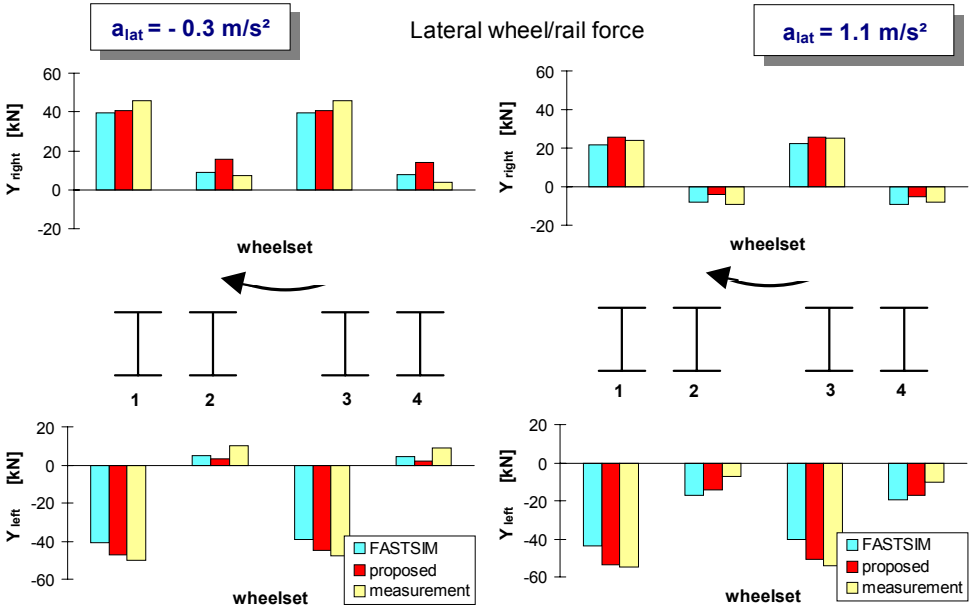 a lat = - 0.3 m/s²
Lateral wheel/rail force
a lat = 1.1 m/s²
60
40
20
0
-20
Y right [kN]
wheelset
60
40
20
0
-20
Y right [kN]
wheelset
1 2 3 4
1 2 3 4
20
0
-20
-40
-60
Y left [kN]
wheelset
FASTSIM
proposed
measurement
20
0
-20
-40
-60
Y left [kN]
wheelset
FASTSIM
proposed
measurement